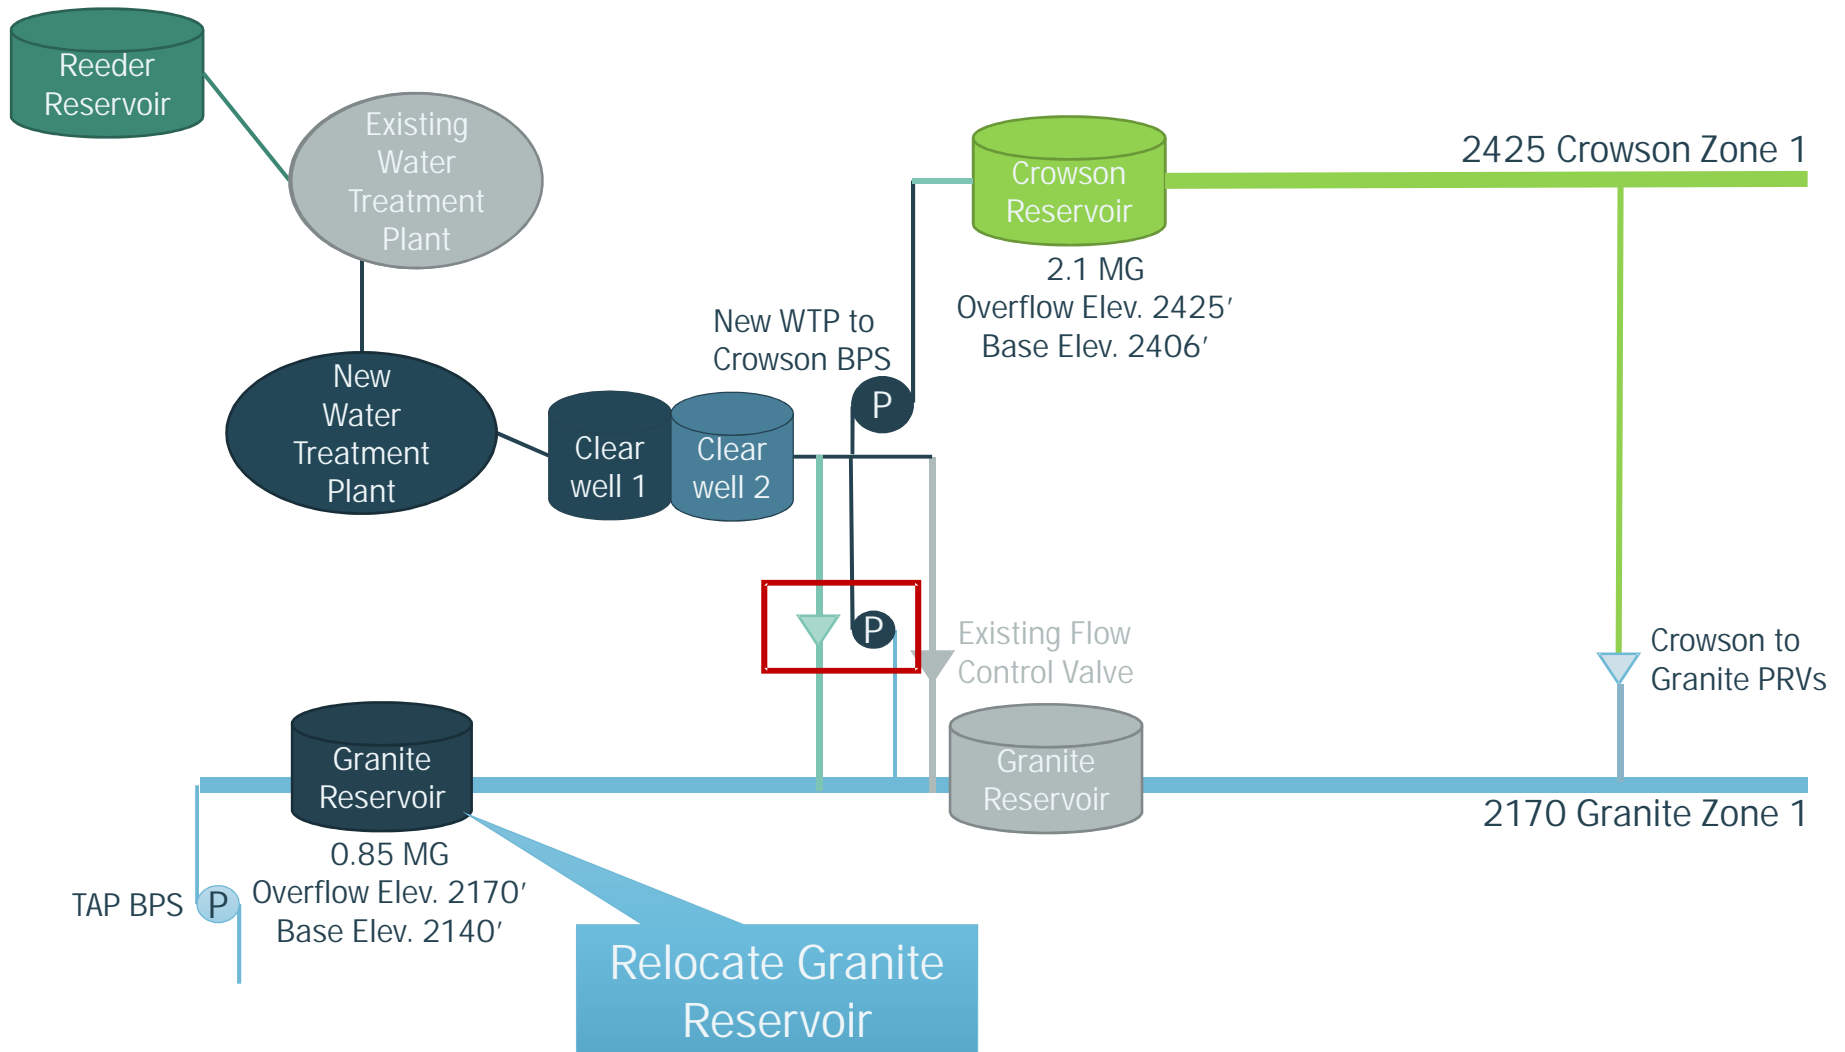 Reeder
Reservoir
Existing
Water
Treatment
Plant
2425 Crowson Zone 1
Crowson
Reservoir
2.1 MG
Overflow Elev. 2425’
Base Elev. 2406’
New WTP to
Crowson BPS
P
New
Water
Treatment
Plant
Clear
well 1
Clear
well 2
P
Existing Flow
Control Valve
Crowson to
Granite PRVs
Granite
Reservoir
Granite
Reservoir
2170 Granite Zone 1
0.85 MG
Overflow Elev. 2170’
Base Elev. 2140’
TAP BPS
P
Relocate Granite
Reservoir